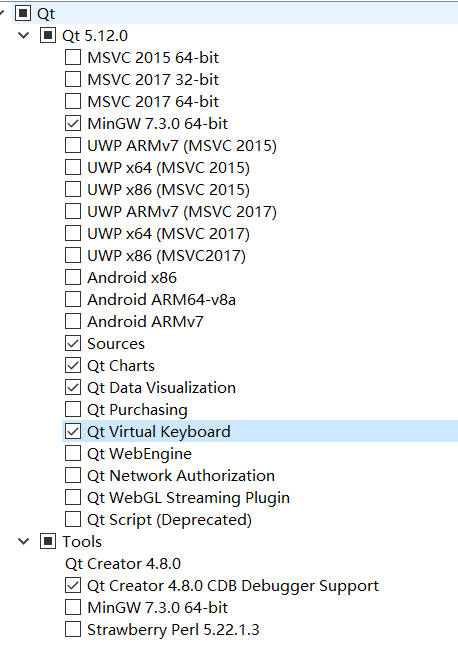 Qt
Qt 5.12.0
MSVC 2015 64-bit
MSVC 2017 32-bit
MSVC 2017 64-bit
MinGW 7.3.0 64-bit
UWP ARMv7 (MSVC 2015)
UWP x64 (MSVC 2015)
UWP x86 (MSVC 2015)
UWP ARMv7 (MSVC 2017)
UWP x64 (MSVC 2017)
UWP x86 (MSVC2017)
Android x86
Android ARM64-v8a
Android ARMv7
Sources
Qt Charts
Qt Data Visualization
Qt Purchasing
Qt Virtual Keyboard
Qt WebEngine
Qt Network Authorization
Qt WebGL Streaming Plugin
Qt Script (Deprecated)
Tools
Qt Creator 4.8.0
Qt Creator 4.8.0 CDB Debugger Support
MinGW 7.3.0 64-bit
Strawberry Perl 5.22.1.3